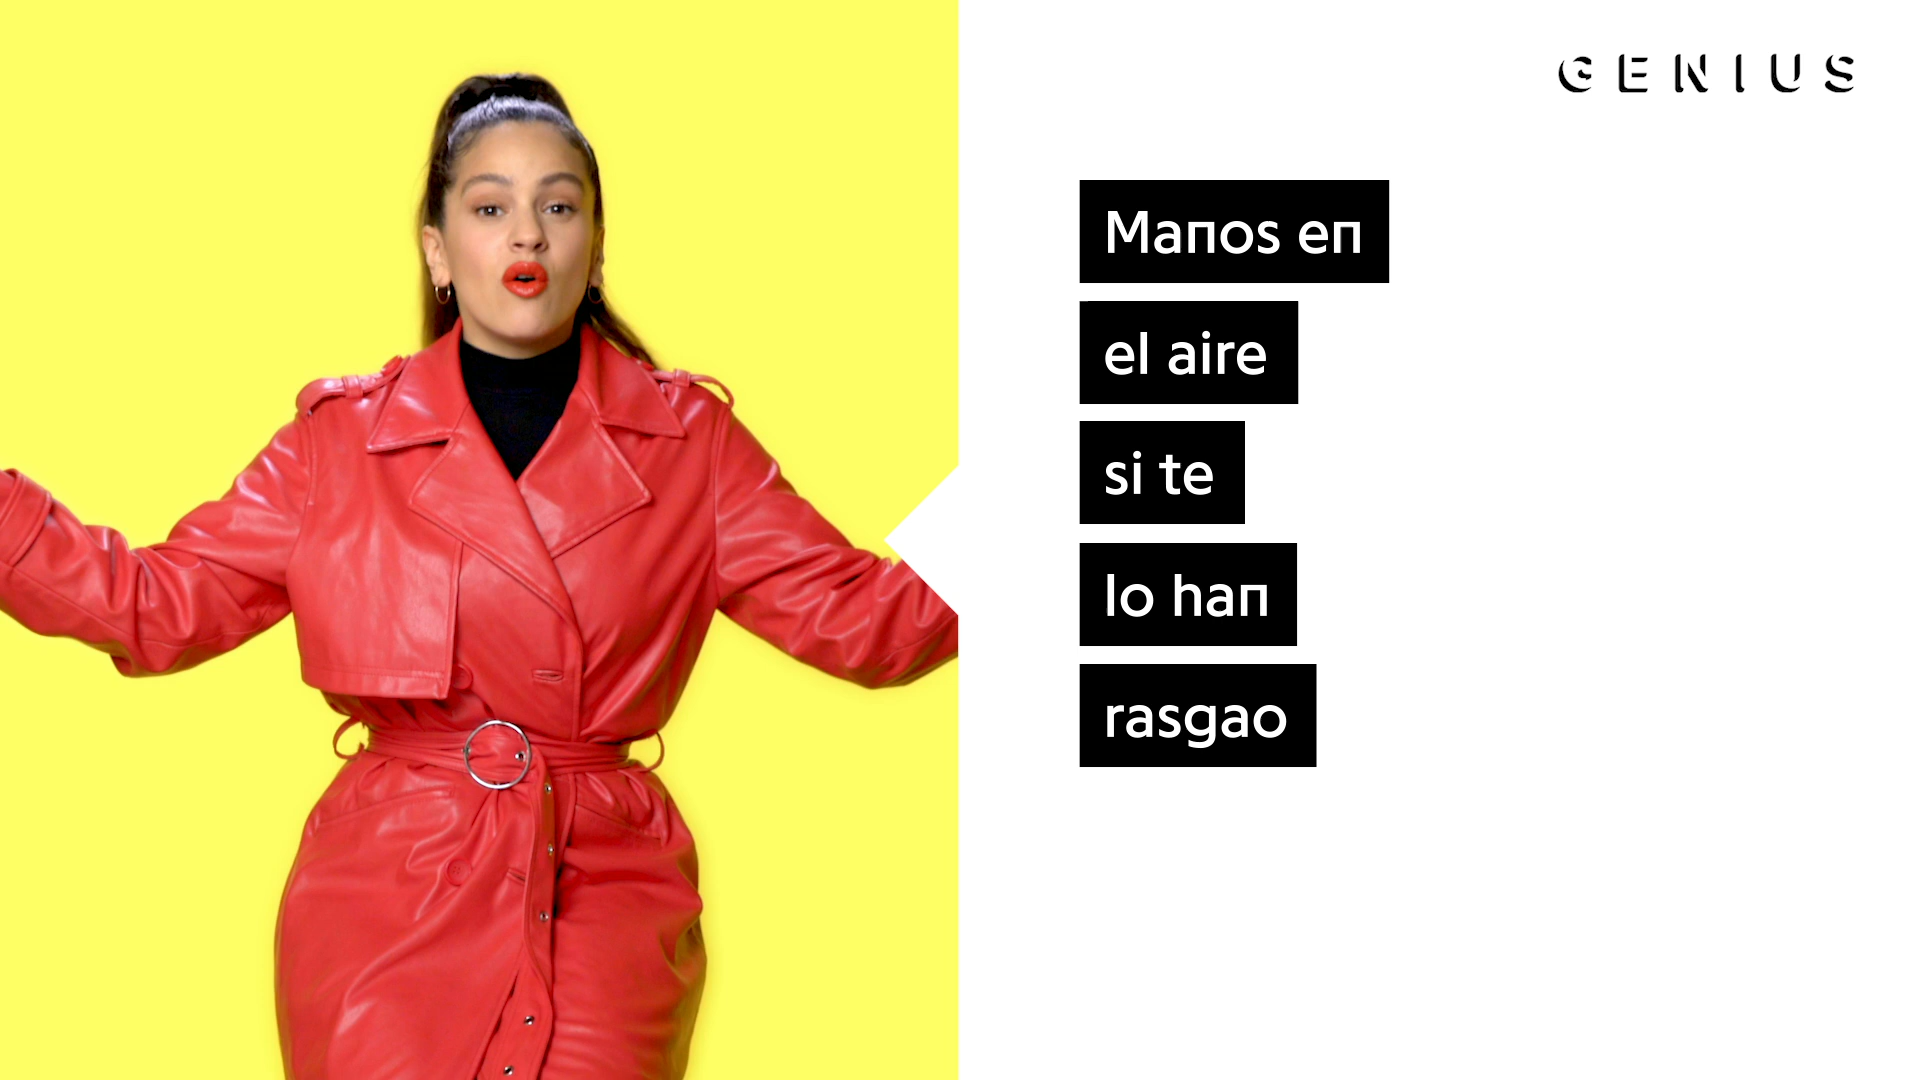 GENIUS
Manos en
el aire
si te
lo han
rasgao